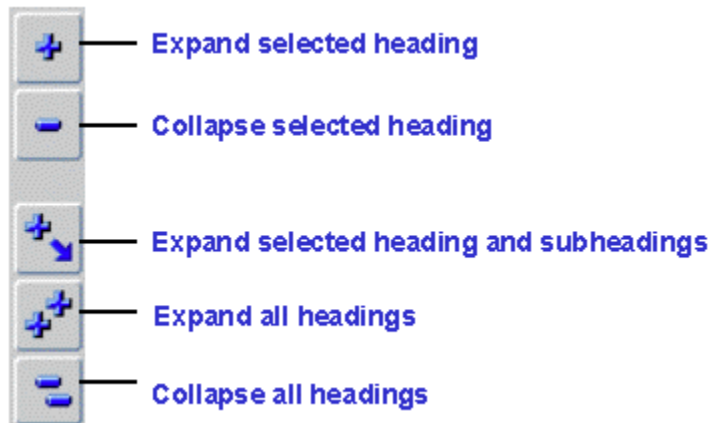 Expand selected heading
Collapse selected heading
Expand selected heading and subheadings
Expand all headings
Collapse all headings